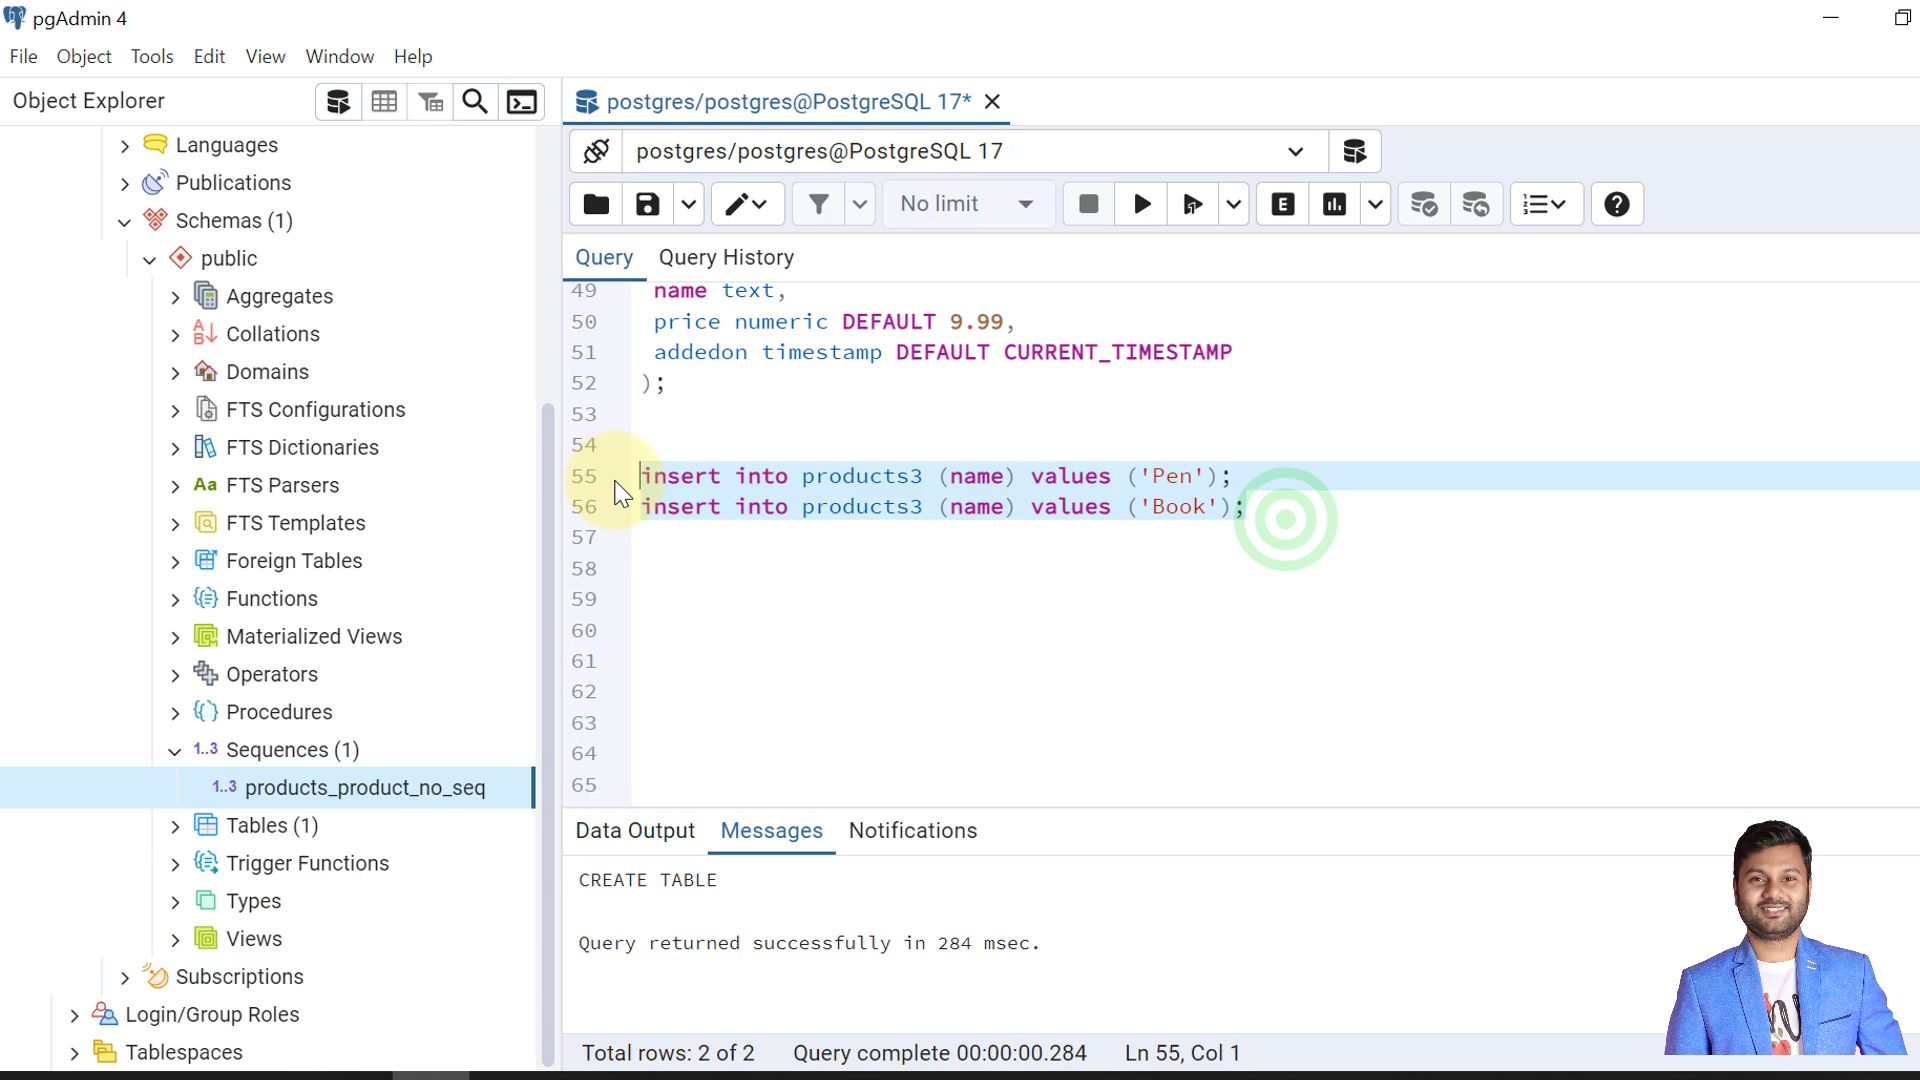 pgAdmin 4
File Object Tools Edit View Window Help
Object Explorer
Languages
Publications
Schemas (1)
public
Aggregates
Collations
Domains
FTS Configurations
FTS Dictionaries
Aa FTS Parsers
FTS Templates
Foreign Tables
Functions
Materialized Views
Operators
Procedures
1..3 Sequences (1)
1..3 products_product_no_seq
Tables (1)
Trigger Functions
Types
Views
Subscriptions
Login/Group Roles
Tablespaces
postgres/postgres@PostgreSQL 17*
postgres/postgres@PostgreSQL 17
No limit
E
Query Query History
49 name text,
50 price numeric DEFAULT 9.99,
51 addedon timestamp DEFAULT CURRENT_TIMESTAMP
52 );
53
54
55 insert into products3 (name) values ('Pen');
56 insert into products3 (name) values ('Book');
57
58
59
60
61
62
63
64
65
Data Output Messages Notifications
CREATE TABLE
Query returned successfully in 284 msec.
Total rows: 2 of 2 Query complete 00:00:00.284 Ln 55, Col 1